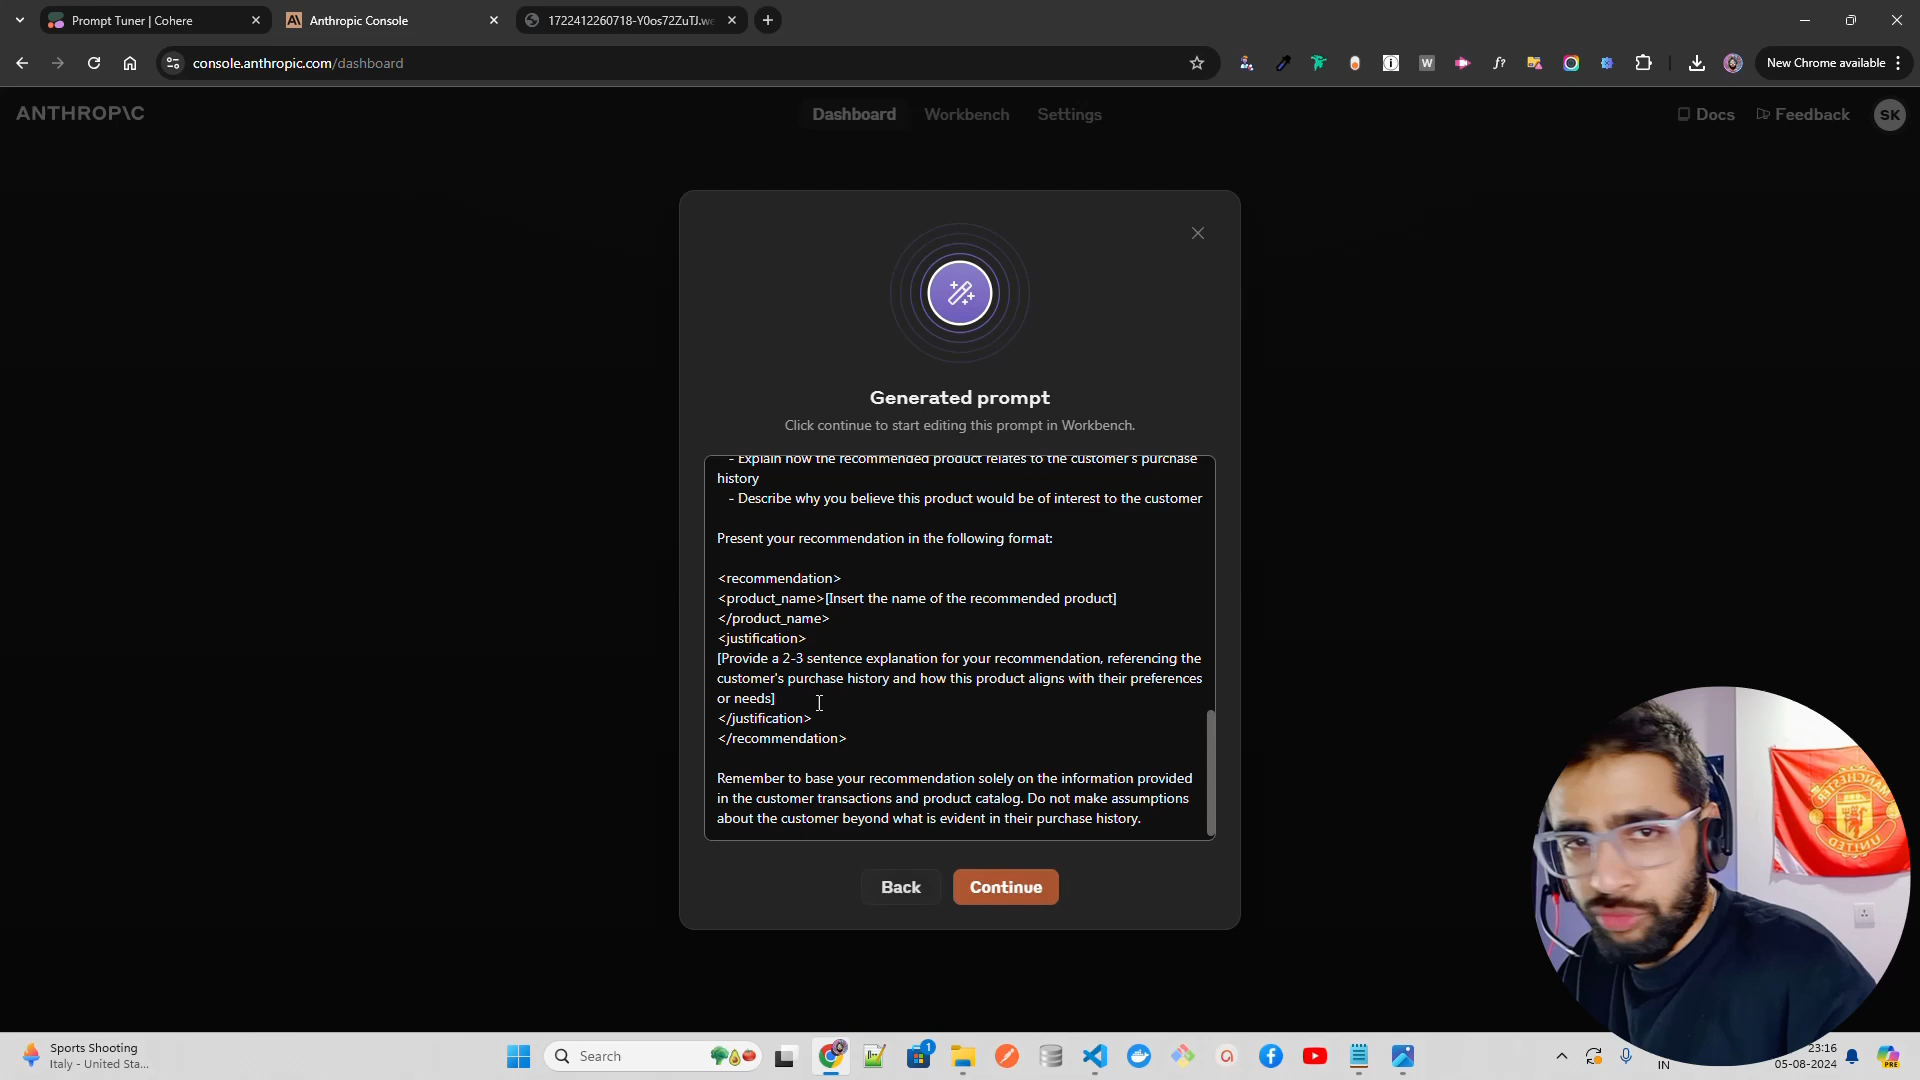 Prompt Tuner | Cohere
Anthropic Console
1722412260718-Y0os72ZuTJ.we
console.anthropic.com/dashboard
New Chrome available
ANTHROP\C
Dashboard
Workbench
Settings
Docs
Feedback
SK
Generated prompt
Click continue to start editing this prompt in Workbench.
- Explain how the recommended product relates to the customer's purchase
history
- Describe why you believe this product would be of interest to the customer
Present your recommendation in the following format:
<recommendation>
<product_name>[Insert the name of the recommended product]
</product_name>
<justification>
[Provide a 2-3 sentence explanation for your recommendation, referencing the
customer's purchase history and how this product aligns with their preferences
or needs]
</justification>
</recommendation>
Remember to base your recommendation solely on the information provided
in the customer transactions and product catalog. Do not make assumptions
about the customer beyond what is evident in their purchase history.
Back
Continue
MANCHESTER
UNITED
Sports Shooting
Italy - United Sta...
Search
1
IN
23:16
05-08-2024
PRE